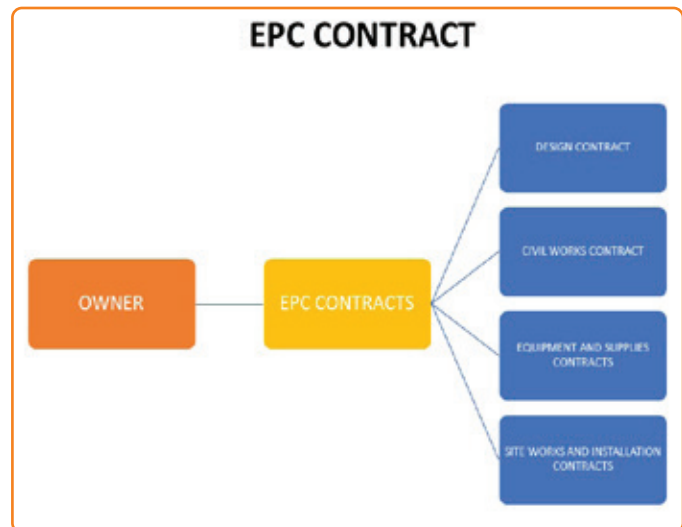 EPC CONTRACT
DESIGN CONTRACT
CIVIL WORKS CONTRACT
OWNER
EPC CONTRACTS
EQUIPMENT AND SUPPLIES
CONTRACTS
SITE WORKS AND INSTALLATION
CONTRACTS